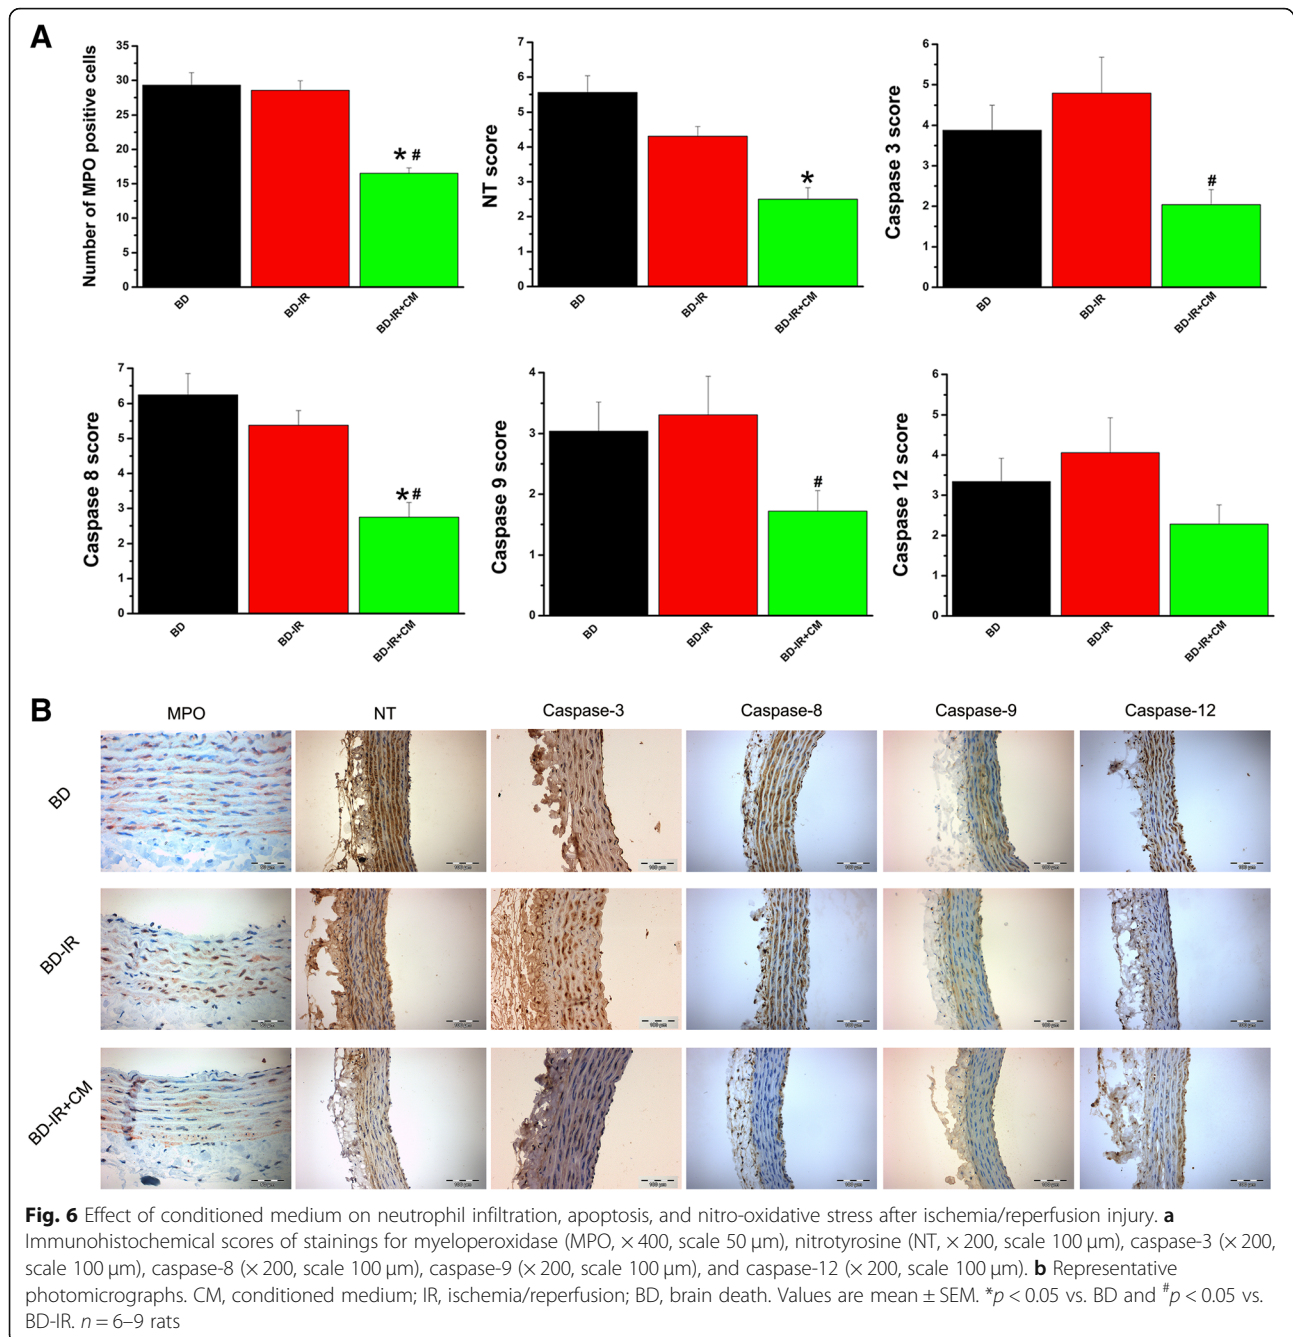 A
Number of MPO positive cells
35
30
25
20
15
10
5
0
* #
BD
BD-IR
BD-IR+CM
NT score
7
6
5
4
3
2
1
0
*
BD
BD-IR
BD-IR+CM
Caspase 3 score
6
5
4
3
2
1
0
#
BD
BD-IR
BD-IR+CM
Caspase 8 score
7
6
5
4
3
2
1
0
*#
BD
BD-IR
BD-IR+CM
Caspase 9 score
4
3
2
1
0
#
BD
BD-IR
BD-IR+CM
Caspase 12 score
6
5
4
3
2
1
0
BD
BD-IR
BD-IR+CM
B
MPO NT Caspase-3 Caspase-8 Caspase-9 Caspase-12
BD
BD-IR
BD-IR+CM
Fig. 6 Effect of conditioned medium on neutrophil infiltration, apoptosis, and nitro-oxidative stress after ischemia/reperfusion injury. a
Immunohistochemical scores of stainings for myeloperoxidase (MPO, × 400, scale 50 μm), nitrotyrosine (NT, × 200, scale 100 μm), caspase-3 (× 200,
scale 100 μm), caspase-8 (× 200, scale 100 μm), caspase-9 (× 200, scale 100 μm), and caspase-12 (× 200, scale 100 μm). b Representative
photomicrographs. CM, conditioned medium; IR, ischemia/reperfusion; BD, brain death. Values are mean ± SEM. *p < 0.05 vs. BD and #p < 0.05 vs.
BD-IR. n = 6–9 rats